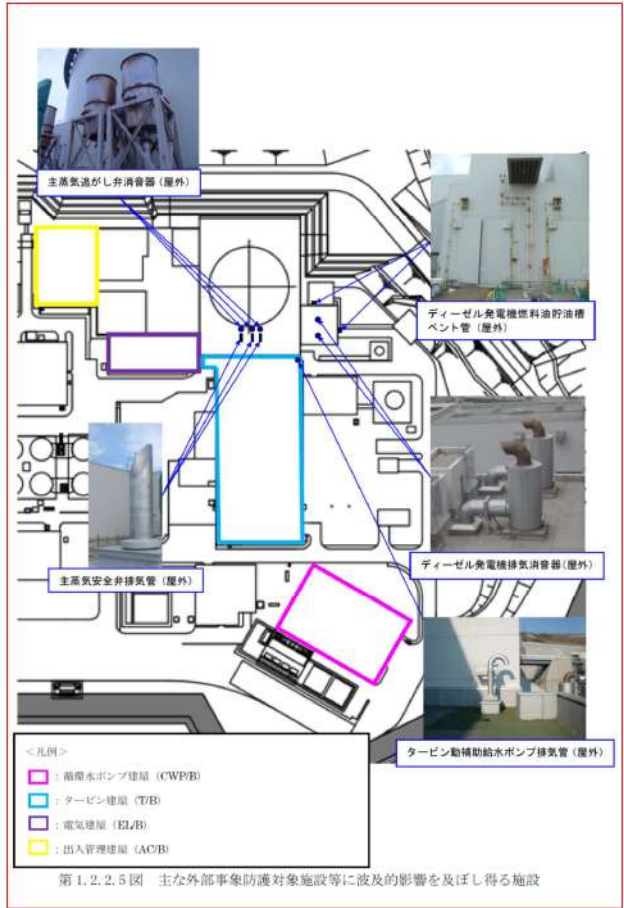 主蒸気逃がし弁消音器（屋外）
ディーゼル発電機燃料油貯油槽
ベント管（屋外）
主蒸気安全弁排気管（屋外）
ディーゼル発電機排気消音器（屋外）
タービン動補助給水ポンプ排気管（屋外）
＜凡例＞
：循環水ポンプ建屋（CWP/B）
：タービン建屋（T/B）
：電気建屋（EL/B）
：出入管理建屋（AC/B）
第1.2.2.5図　主な外部事象防護対象施設等に波及的影響を及ぼし得る施設